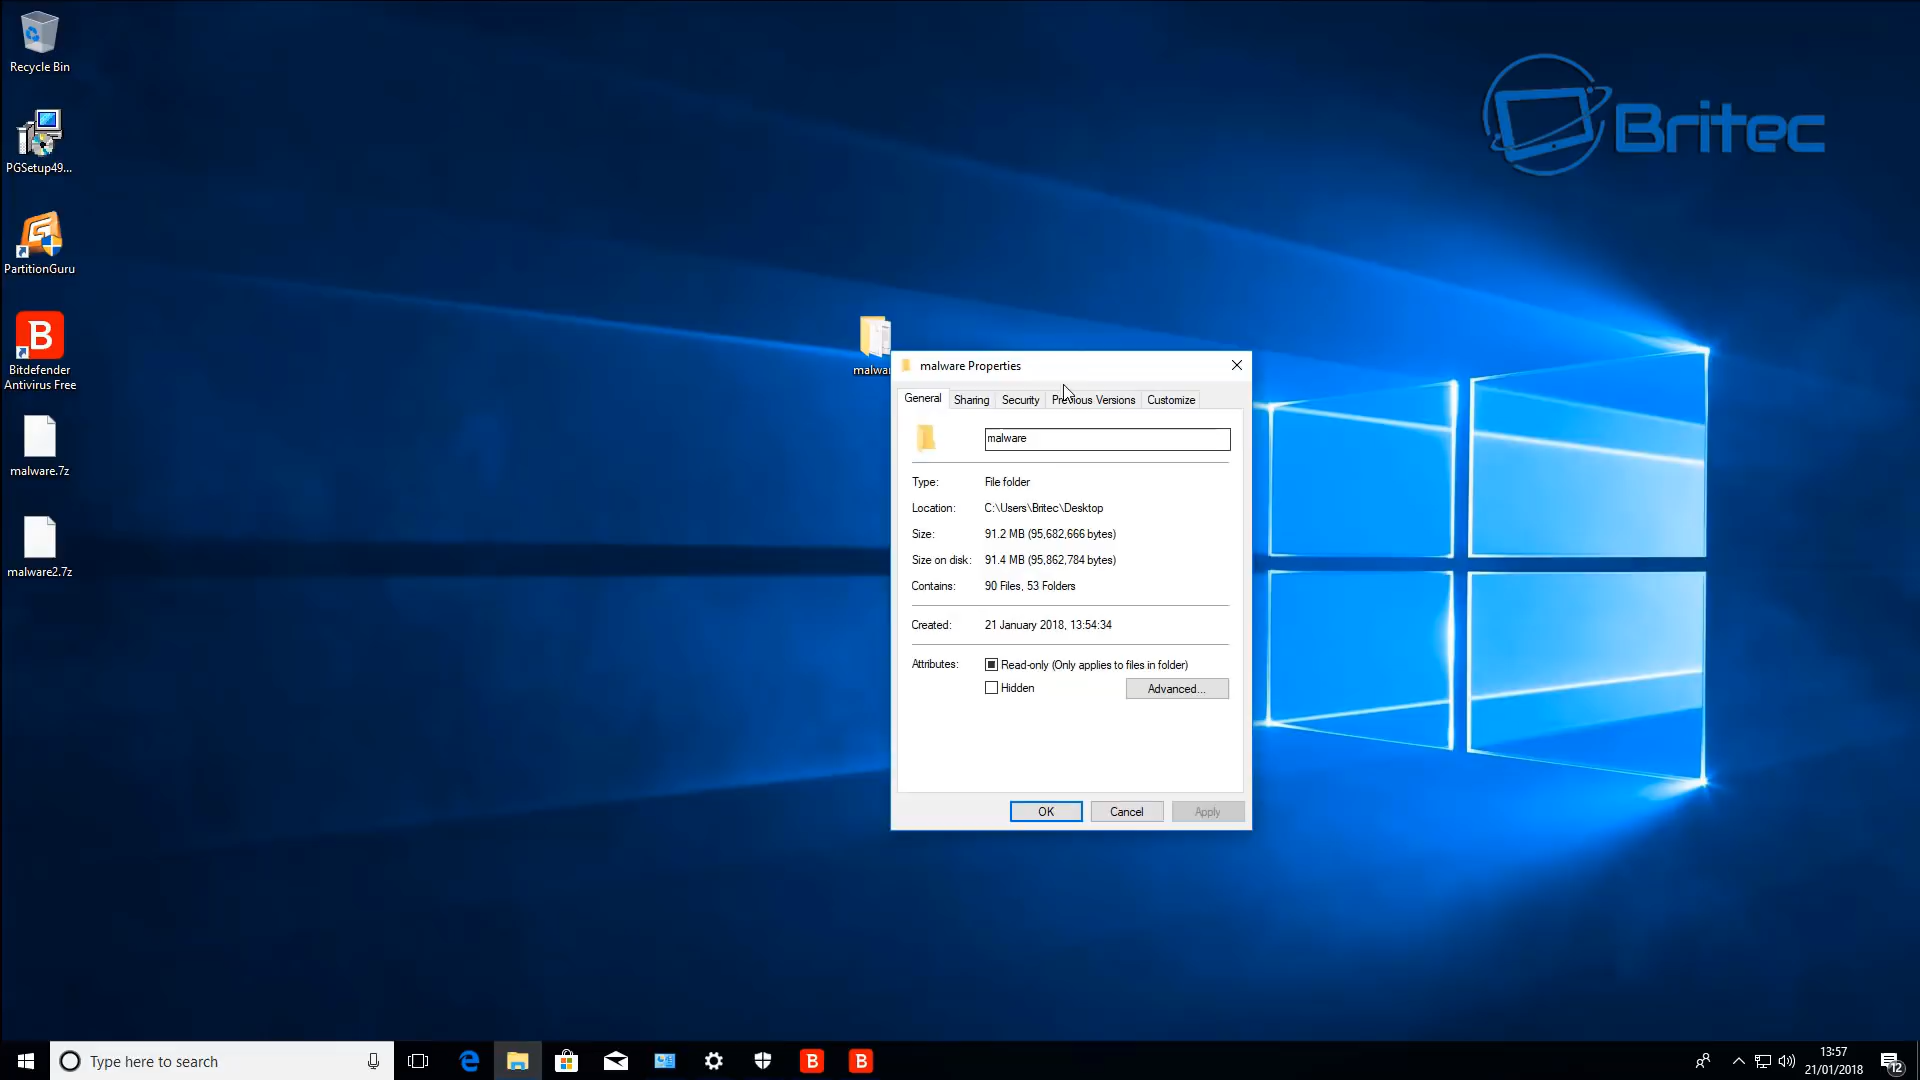 Recycle Bin
PGSetup49...
PartitionGuru
B
Bitdefender
Antivirus Free
malware.7z
malware2.7z
Britec
malwar
malware Properties
General Sharing Security Previous Versions Customize
malware
Type: File folder
Location: C:\Users\Britec\Desktop
Size: 91.2 MB (95,682,666 bytes)
Size on disk: 91.4 MB (95,862,784 bytes)
Contains: 90 Files, 53 Folders
Created: 21 January 2018, 13:54:34
Attributes: Read-only (Only applies to files in folder)
Hidden Advanced...
OK Cancel Apply
Type here to search
B B
13:57
21/01/2018
12